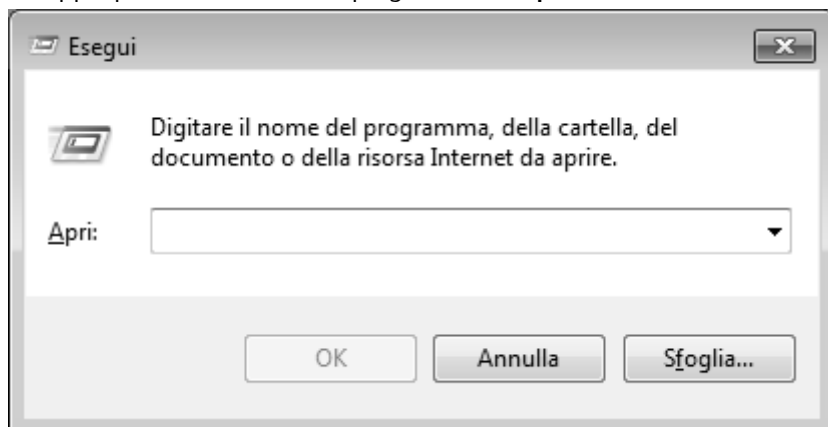 Esegui
Digitare il nome del programma, della cartella, del
documento o della risorsa Internet da aprire.
Apri:
OK Annulla Sfoglia...